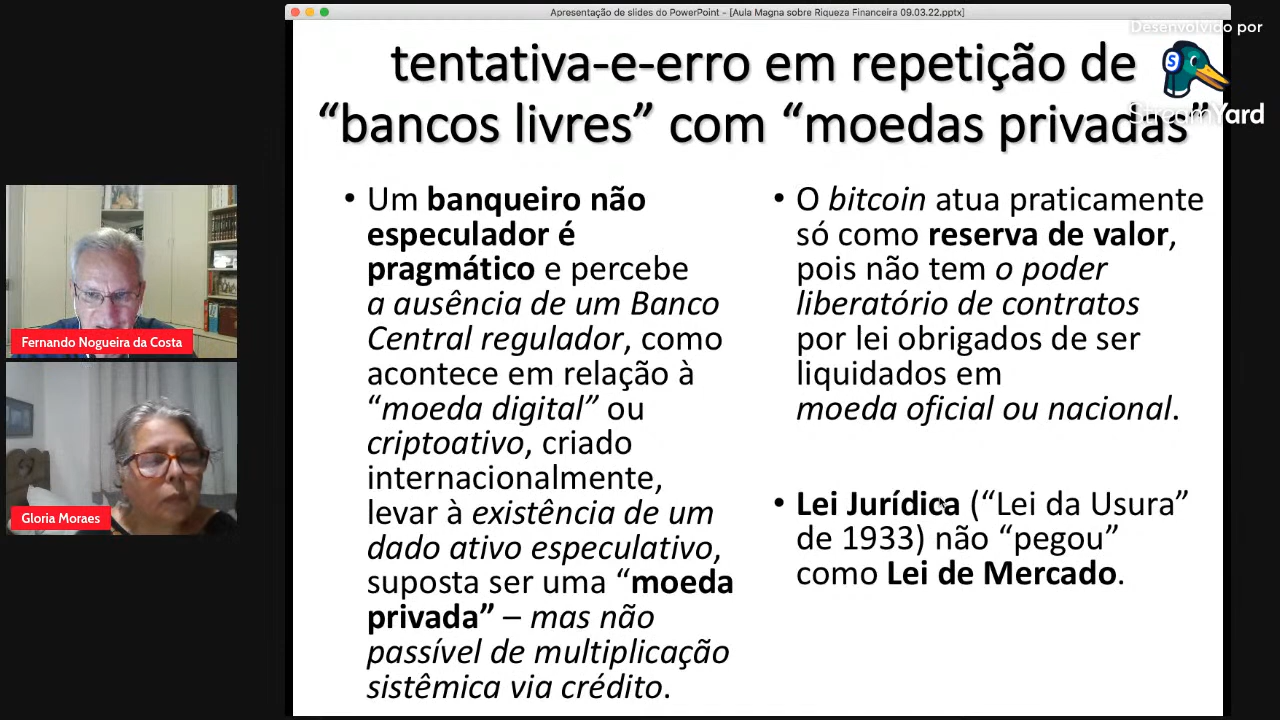 Apresentação de slides do PowerPoint - [Aula Magna sobre Riqueza Financeira 09.03.22.pptx]
Desenvolvido por
StreamYard
tentativa-e-erro em repetição de
“bancos livres” com “moedas privadas”
• Um banqueiro não
especulador é
pragmático e percebe
a ausência de um Banco
Central regulador, como
acontece em relação à
“moeda digital” ou
criptoativo, criado
internacionalmente,
levar à existência de um
dado ativo especulativo,
suposta ser uma “moeda
privada” – mas não
passível de multiplicação
sistêmica via crédito.
• O bitcoin atua praticamente
só como reserva de valor,
pois não tem o poder
liberatório de contratos
por lei obrigados de ser
liquidados em
moeda oficial ou nacional.
• Lei Jurídica (“Lei da Usura”
de 1933) não “pegou”
como Lei de Mercado.
Fernando Nogueira da Costa
Gloria Moraes